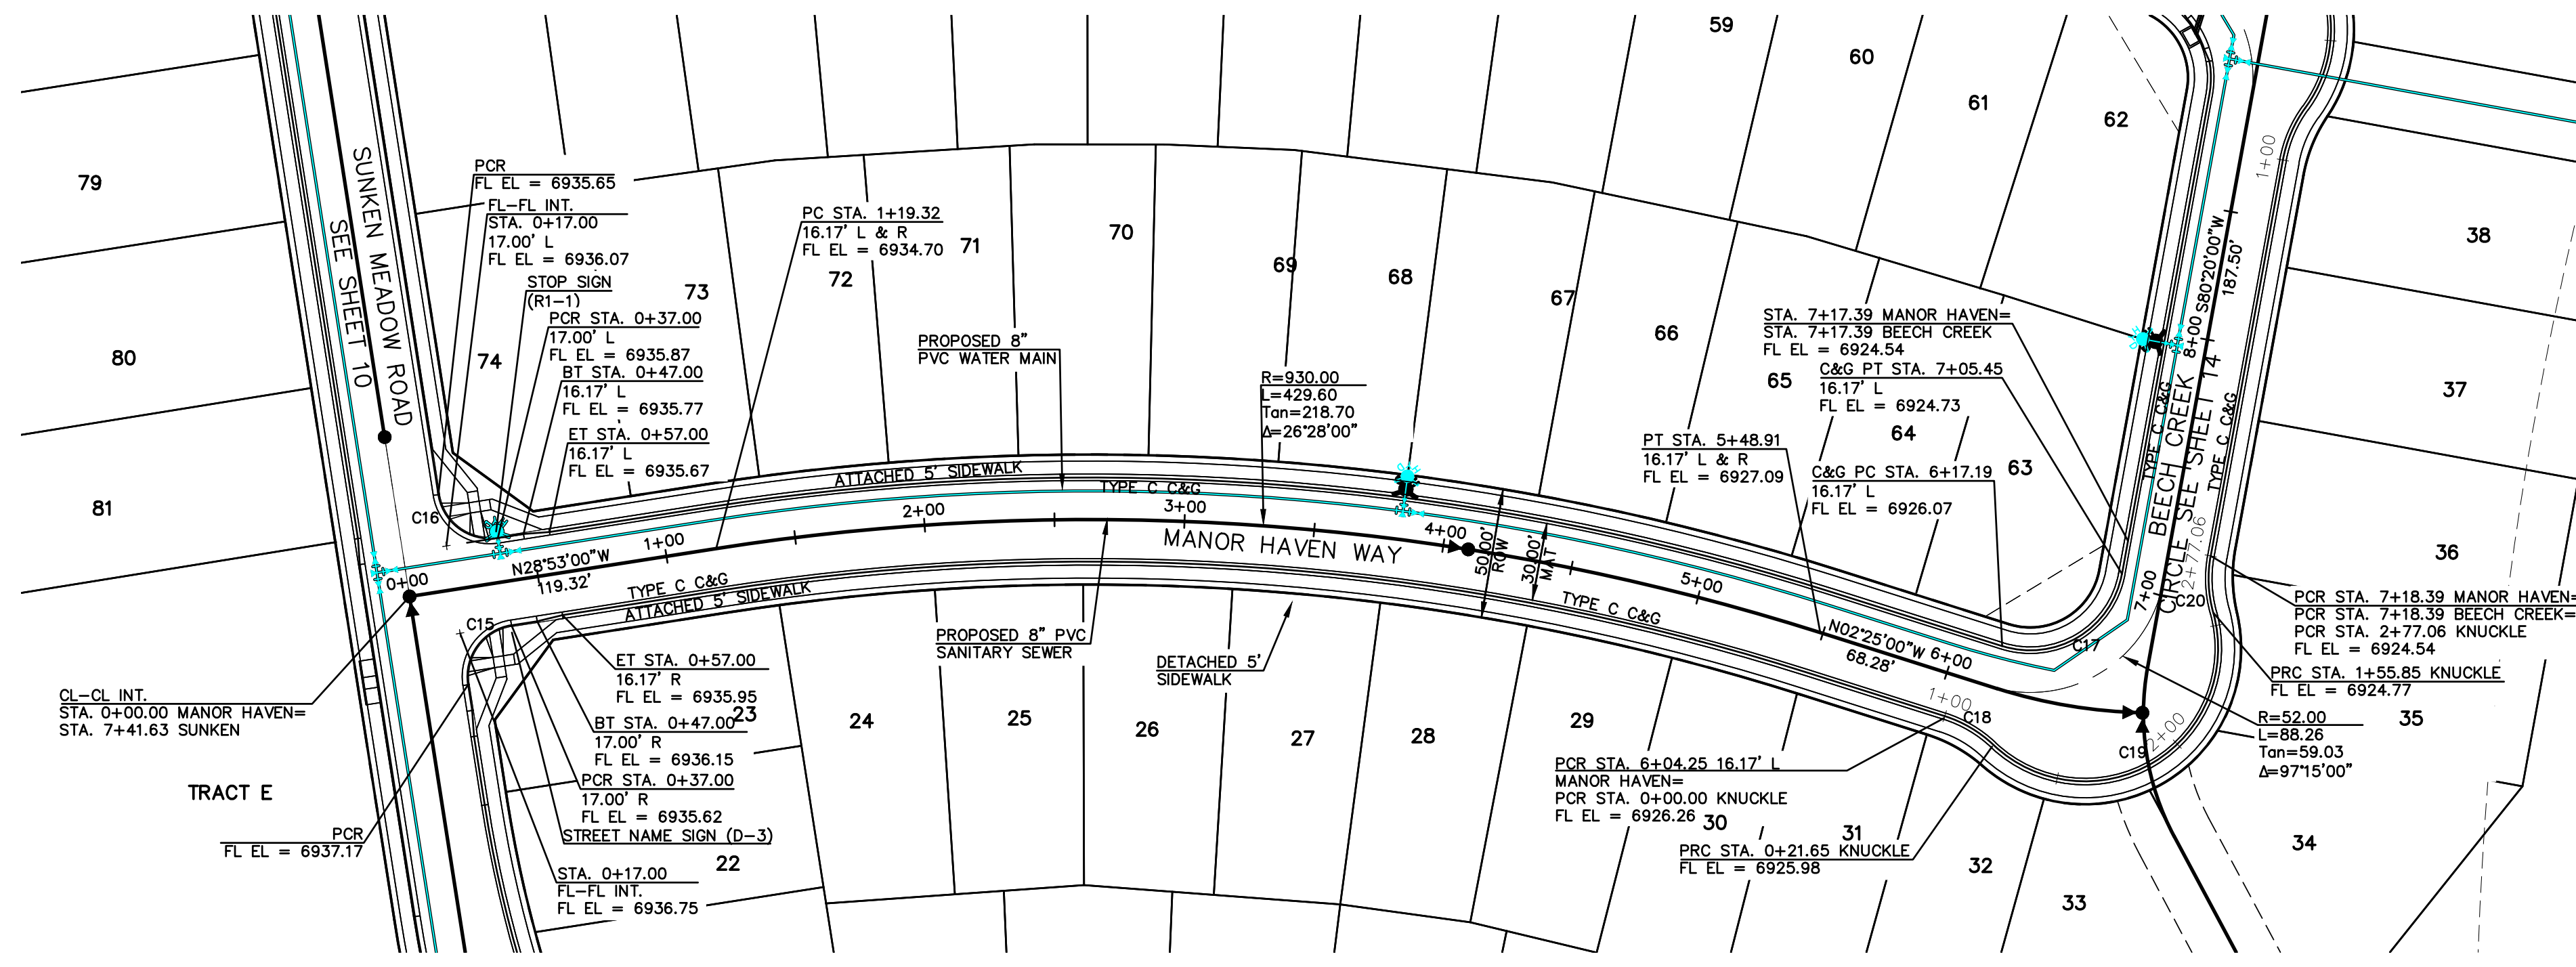 59
60
61
62
79
80
81
38
37
36
35
34
33
32
31
30
29
28
27
26
25
24
23
22
74
73
72
71
70
69
68
67
66
65
64
63
TRACT E
SUNKEN MEADOW ROAD
SEE SHEET 10
PCR
FL EL = 6935.65
FL-FL INT.
STA. 0+17.00
17.00' L
FL EL = 6936.07
STOP SIGN
(R1-1)
PCR STA. 0+37.00
17.00' L
FL EL = 6935.87
BT STA. 0+47.00
16.17' L
FL EL = 6935.77
ET STA. 0+57.00
16.17' L
FL EL = 6935.67
PC STA. 1+19.32
16.17' L & R
FL EL = 6934.70
PROPOSED 8"
PVC WATER MAIN
R=930.00
L=429.60
Tan=218.70
Δ=26°28'00"
STA. 7+17.39 MANOR HAVEN=
STA. 7+17.39 BEECH CREEK
FL EL = 6924.54
C&G PT STA. 7+05.45
16.17' L
FL EL = 6924.73
PT STA. 5+48.91
16.17' L & R
FL EL = 6927.09
C&G PC STA. 6+17.19
16.17' L
FL EL = 6926.07
ATTACHED 5' SIDEWALK
TYPE C C&G
C16
0+00
N28°53'00"W
119.32'
1+00
2+00
3+00
4+00
5+00
6+00
7+00
8+00
MANOR HAVEN WAY
50.00'
ROW
30.00'
MAT
N02°25'00"W
68.28'
TYPE C C&G
ATTACHED 5' SIDEWALK
TYPE C C&G
C15
C17
C18
C19
C20
1+00
2+00
2+77.06
1+00
S80°20'00"W
187.50'
TYPE C C&G
BEECH CREEK
CIRCLE SEE SHEET 14
TYPE C C&G
CL-CL INT.
STA. 0+00.00 MANOR HAVEN=
STA. 7+41.63 SUNKEN
PCR
FL EL = 6937.17
ET STA. 0+57.00
16.17' R
FL EL = 6935.95
BT STA. 0+47.00
17.00' R
FL EL = 6936.15
PCR STA. 0+37.00
17.00' R
FL EL = 6935.62
STREET NAME SIGN (D-3)
STA. 0+17.00
FL-FL INT.
FL EL = 6936.75
PROPOSED 8" PVC
SANITARY SEWER
DETACHED 5'
SIDEWALK
PCR STA. 6+04.25 16.17' L
MANOR HAVEN=
PCR STA. 0+00.00 KNUCKLE
FL EL = 6926.26
PRC STA. 0+21.65 KNUCKLE
FL EL = 6925.98
PCR STA. 7+18.39 MANOR HAVEN=
PCR STA. 7+18.39 BEECH CREEK=
PCR STA. 2+77.06 KNUCKLE
FL EL = 6924.54
PRC STA. 1+55.85 KNUCKLE
FL EL = 6924.77
R=52.00
L=88.26
Tan=59.03
Δ=97°15'00"